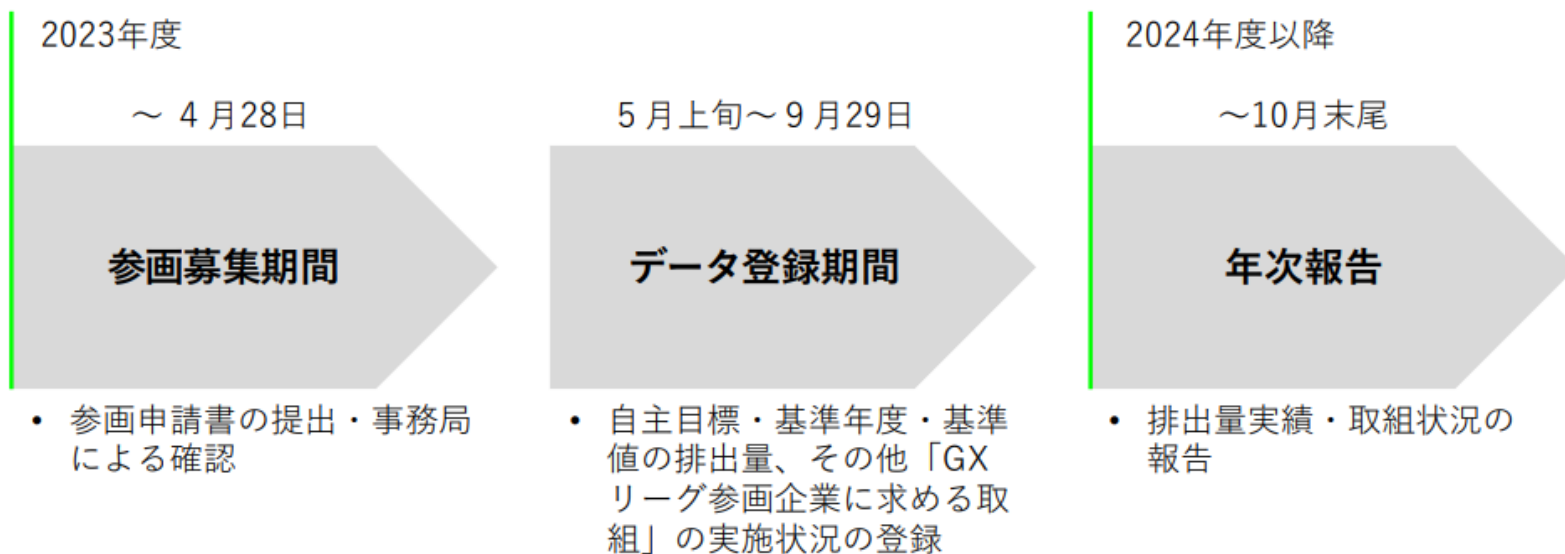 2023年度
2024年度以降
～ 4月28日
5月上旬～9月29日
～10月末尾
参画募集期間
データ登録期間
年次報告
• 参画申請書の提出・事務局
による確認
• 自主目標・基準年度・基準
値の排出量、その他「GX
リーグ参画企業に求める取
組」の実施状況の登録
• 排出量実績・取組状況の
報告